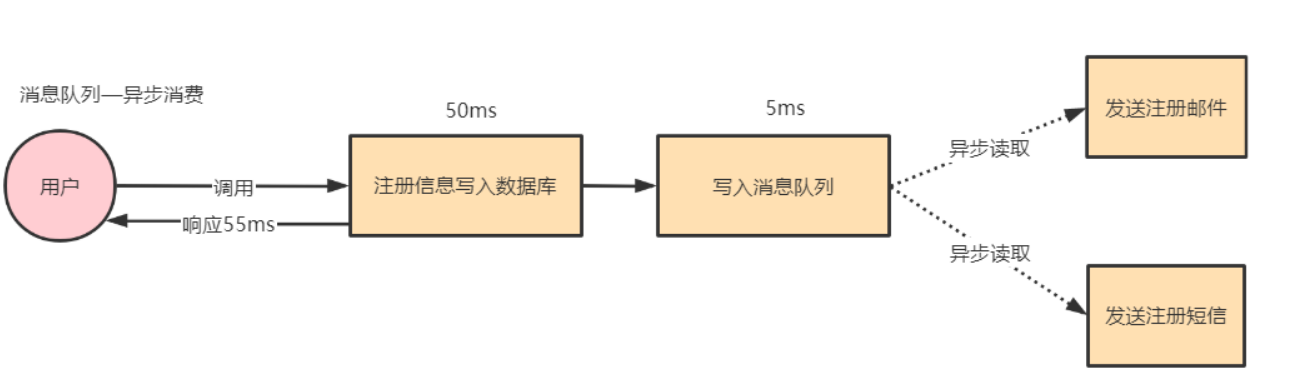 消息队列—异步消费
50ms
5ms
用户
调用
响应55ms
注册信息写入数据库
写入消息队列
异步读取
异步读取
发送注册邮件
发送注册短信